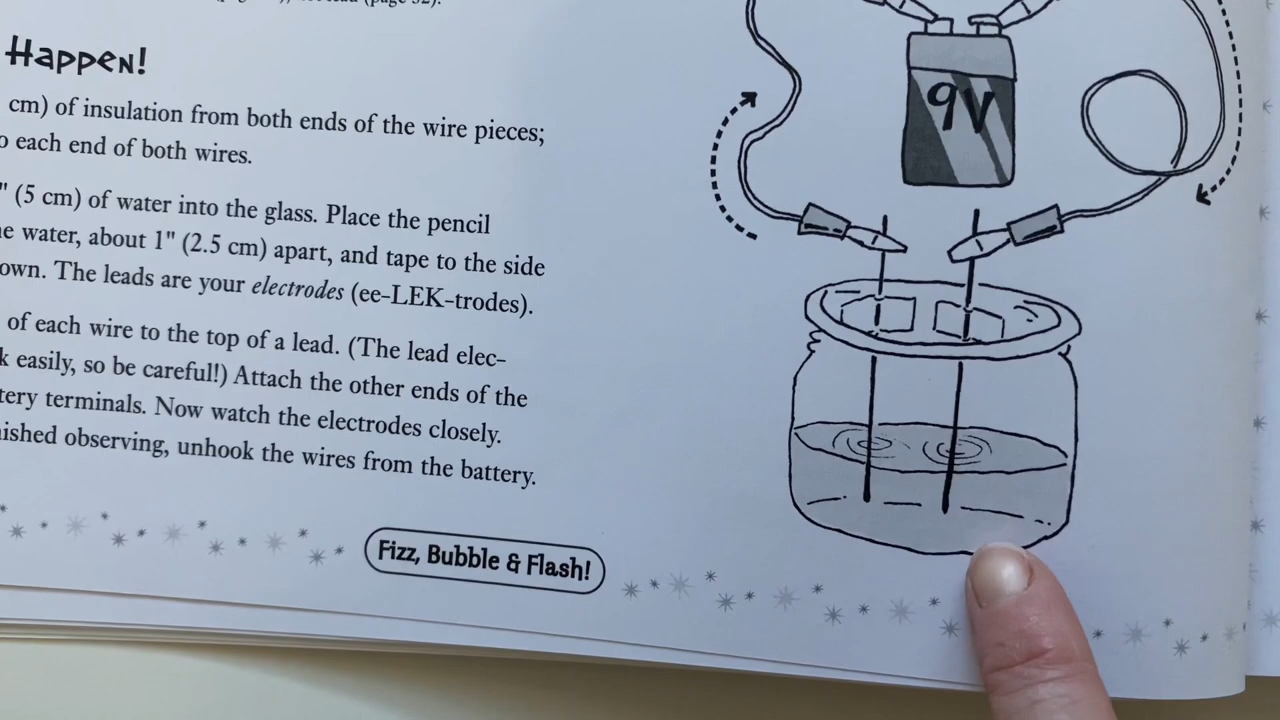 Happen!
cm) of insulation from both ends of the wire pieces;
o each end of both wires.
" (5 cm) of water into the glass. Place the pencil
e water, about 1" (2.5 cm) apart, and tape to the side
own. The leads are your electrodes (ee-LEK-trodes).
of each wire to the top of a lead. (The lead elec-
k easily, so be careful!) Attach the other ends of the
tery terminals. Now watch the electrodes closely.
ished observing, unhook the wires from the battery.
Fizz, Bubble & Flash!
9V